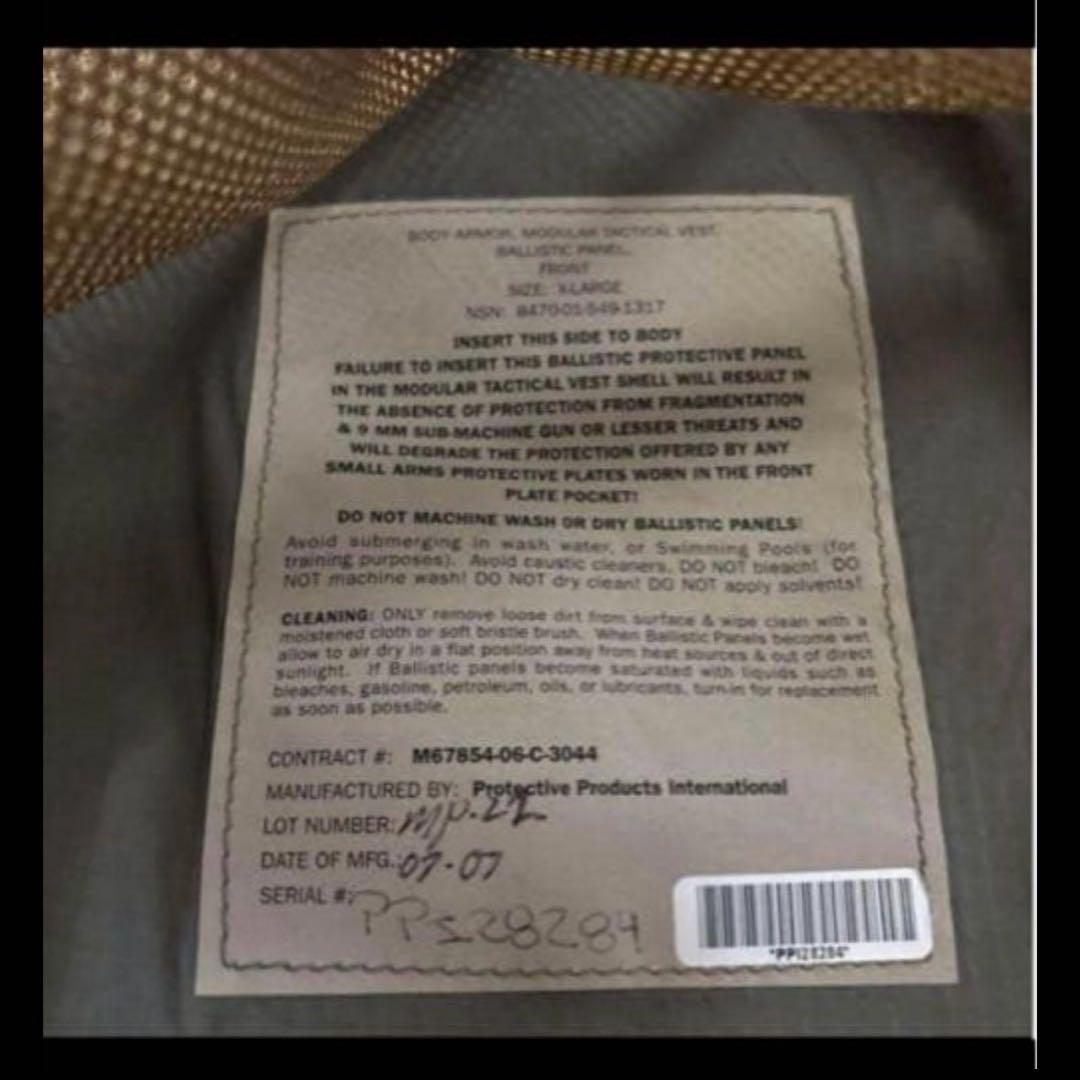 BODY ARMOR, MODULAR TACTICAL VEST,
BALLISTIC PANEL,
FRONT
SIZE: X-LARGE
NSN: 8470-01-549-1317
INSERT THIS SIDE TO BODY
FAILURE TO INSERT THIS BALLISTIC PROTECTIVE PANEL
IN THE MODULAR TACTICAL VEST SHELL WILL RESULT IN
THE ABSENCE OF PROTECTION FROM FRAGMENTATION
& 9 MM SUB-MACHINE GUN OR LESSER THREATS AND
WILL DEGRADE THE PROTECTION OFFERED BY ANY
SMALL ARMS PROTECTIVE PLATES WORN IN THE FRONT
PLATE POCKET!
DO NOT MACHINE WASH OR DRY BALLISTIC PANELS!
Avoid submerging in wash water, or Swimming Pools (for
training purposes). Avoid caustic cleaners, DO NOT bleach! DO
NOT machine wash! DO NOT dry clean! DO NOT apply solvents!
CLEANING: ONLY remove loose dirt from surface & wipe clean with a
moistened cloth or soft bristle brush. When Ballistic Panels become wet
allow to air dry in a flat position away from heat sources & out of direct
sunlight. If Ballistic panels become saturated with liquids such as
bleaches, gasoline, petroleum, oils, or lubricants, turn-in for replacement
as soon as possible.
CONTRACT #: M67854-06-C-3044
MANUFACTURED BY: Protective Products International
LOT NUMBER:
DATE OF MFG.: 07-07
SERIAL #: PPI28284
*PPI28284*